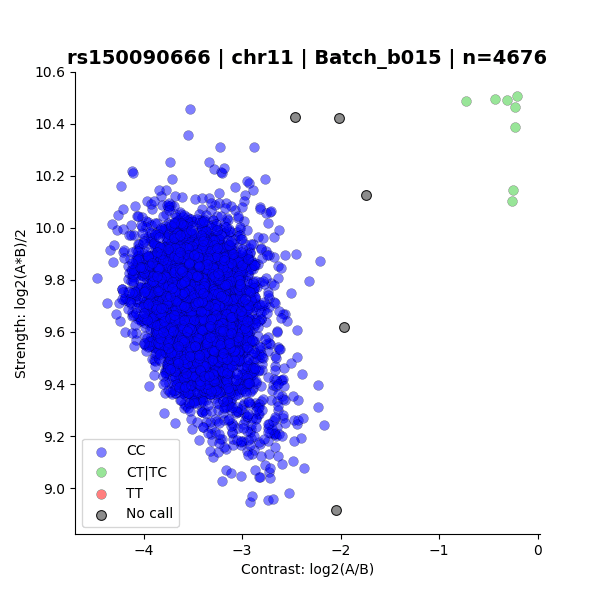 rs150090666 | chr11 | Batch_b015 | n=4676
Strength: log2(A*B)/2
10.6
10.4
10.2
10.0
9.8
9.6
9.4
9.2
9.0
CC
CT|TC
TT
No call
−4
−3
−2
−1
0
Contrast: log2(A/B)